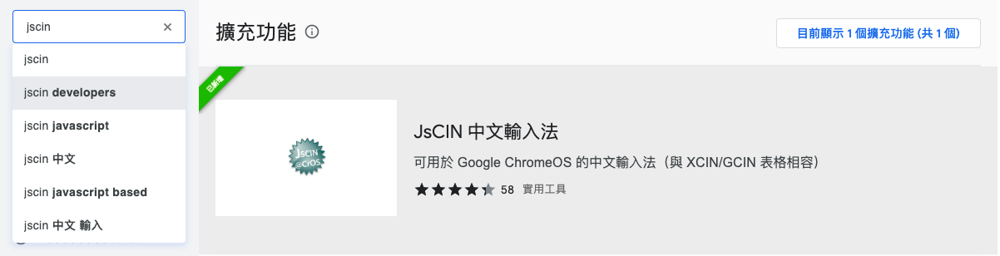 jscin
jscin
jscin developers
jscin javascript
jscin 中文
jscin javascript based
jscin 中文 輸入
擴充功能
目前顯示 1 個擴充功能 (共 1 個)
已新增
JSCIN
@CrOS
JsCIN 中文輸入法
可用於 Google ChromeOS 的中文輸入法（與 XCIN/GCIN 表格相容）
58 實用工具